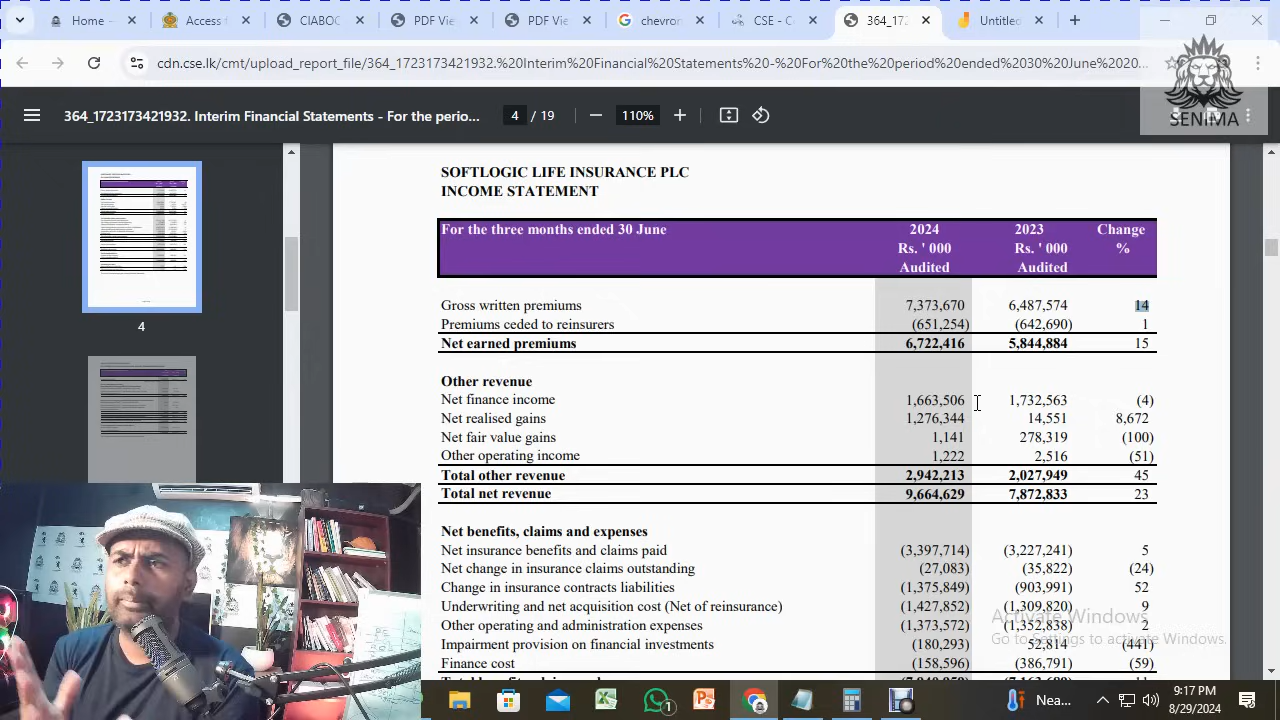 Home -
Access t
CIABOC
PDF Vie
PDF Vie
chevron
CSE - C
364_172
Untitled
cdn.cse.lk/cmt/upload_report_file/364_1723173421932.%20Interim%20Financial%20Statements%20-%20For%20the%20period%20ended%2030%20June%2020...
SENIMA
364_1723173421932. Interim Financial Statements - For the perio...
4 / 19
110%
4
SOFTLOGIC LIFE INSURANCE PLC
INCOME STATEMENT
For the three months ended 30 June 2024 2023 Change
Rs. ' 000 Rs. ' 000 %
Audited Audited
Gross written premiums 7,373,670 6,487,574 14
Premiums ceded to reinsurers (651,254) (642,690) 1
Net earned premiums 6,722,416 5,844,884 15
Other revenue
Net finance income 1,663,506 1,732,563 (4)
Net realised gains 1,276,344 14,551 8,672
Net fair value gains 1,141 278,319 (100)
Other operating income 1,222 2,516 (51)
Total other revenue 2,942,213 2,027,949 45
Total net revenue 9,664,629 7,872,833 23
Net benefits, claims and expenses
Net insurance benefits and claims paid (3,397,714) (3,227,241) 5
Net change in insurance claims outstanding (27,083) (35,822) (24)
Change in insurance contracts liabilities (1,375,849) (903,991) 52
Underwriting and net acquisition cost (Net of reinsurance) (1,427,852) (1,309,820) 9
Other operating and administration expenses (1,373,572) (1,352,838) 2
Impairment provision on financial investments (180,293) 52,814 (441)
Finance cost (158,596) (386,791) (59)
Activate Windows
Go to Settings to activate Windows.
1
Nea...
9:17 PM
8/29/2024